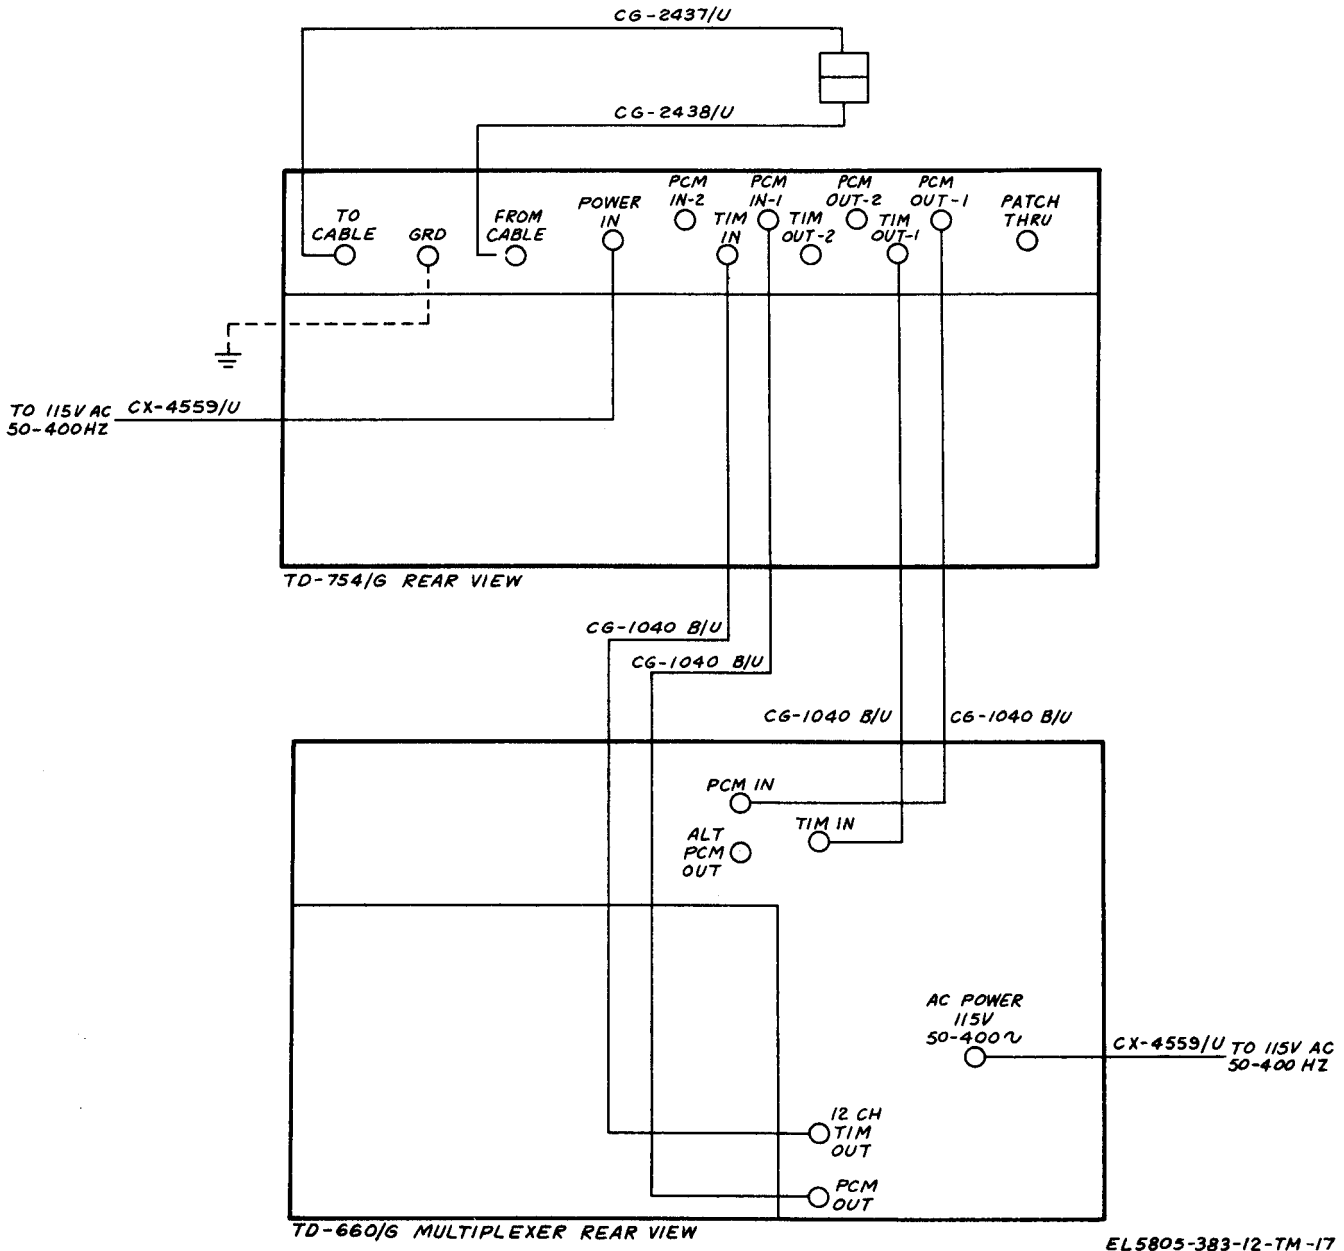 CG-2437/U
CG-2438/U
TO
CABLE
GRD
FROM
CABLE
POWER
IN
PCM
IN-2
TIM
IN
PCM
IN-1
TIM
OUT-2
PCM
OUT-2
TIM
OUT-1
PCM
OUT-1
PATCH
THRU
TO 115V AC
50-400HZ
CX-4559/U
TD-754/G REAR VIEW
CG-1040 B/U
CG-1040 B/U
CG-1040 B/U
CG-1040 B/U
PCM IN
TIM IN
ALT
PCM
OUT
AC POWER
115V
50-400∿
CX-4559/U
TO 115V AC
50-400 HZ
12 CH
TIM
OUT
PCM
OUT
TD-660/G MULTIPLEXER REAR VIEW
EL5805-383-12-TM-17